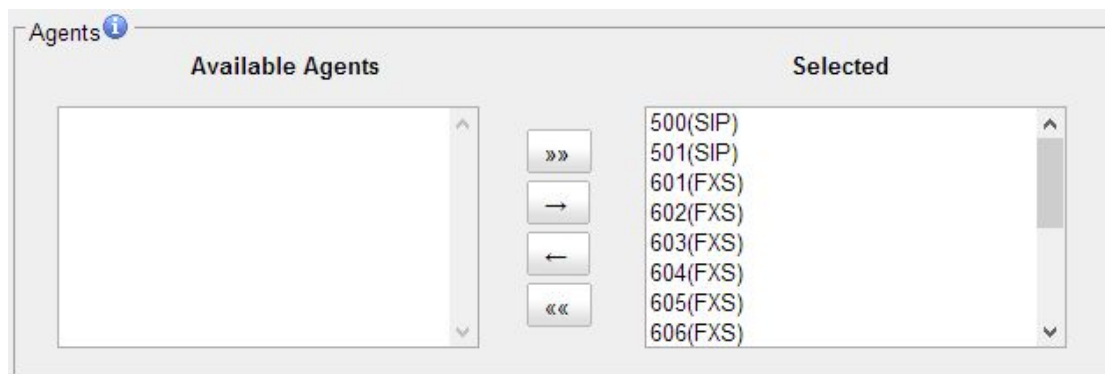 Agents
Available Agents
Selected
»»
→
←
««
500(SIP)
501(SIP)
601(FXS)
602(FXS)
603(FXS)
604(FXS)
605(FXS)
606(FXS)